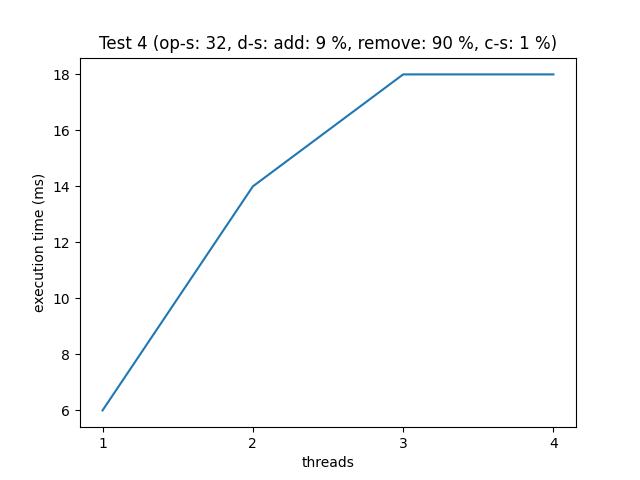 Test 4 (op-s: 32, d-s: add: 9 %, remove: 90 %, c-s: 1 %)
18
16
14
12
10
8
6
execution time (ms)
1 2 3 4
threads